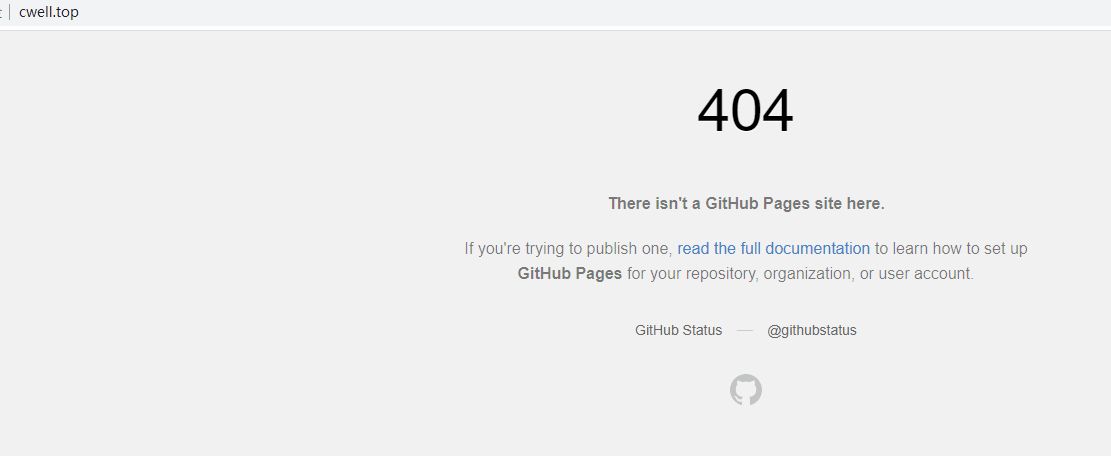 cwell.top
404
There isn't a GitHub Pages site here.
If you're trying to publish one, read the full documentation to learn how to set up
GitHub Pages for your repository, organization, or user account.
GitHub Status — @githubstatus